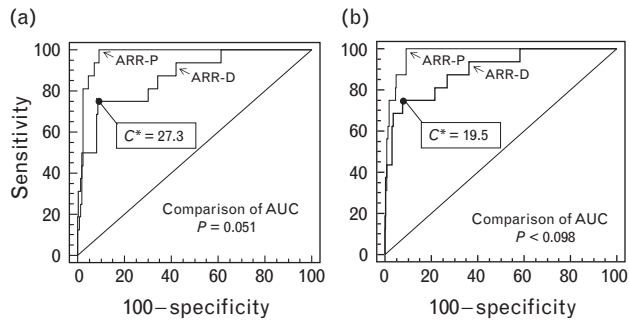 (a)
100
80
60
40
20
0
Sensitivity
ARR-P
ARR-D
C* = 27.3
Comparison of AUC
P = 0.051
0 20 40 60 80 100
100–specificity
(b)
100
80
60
40
20
0
ARR-P
ARR-D
C* = 19.5
Comparison of AUC
P < 0.098
0 20 40 60 80 100
100–specificity